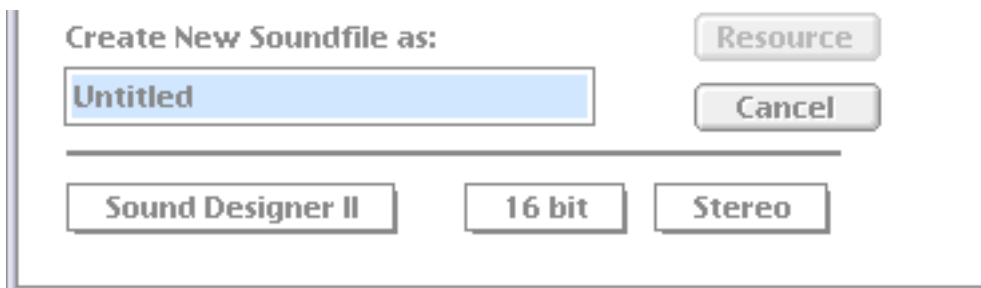 Create New Soundfile as:
Resource
Untitled
Cancel
Sound Designer II
16 bit
Stereo